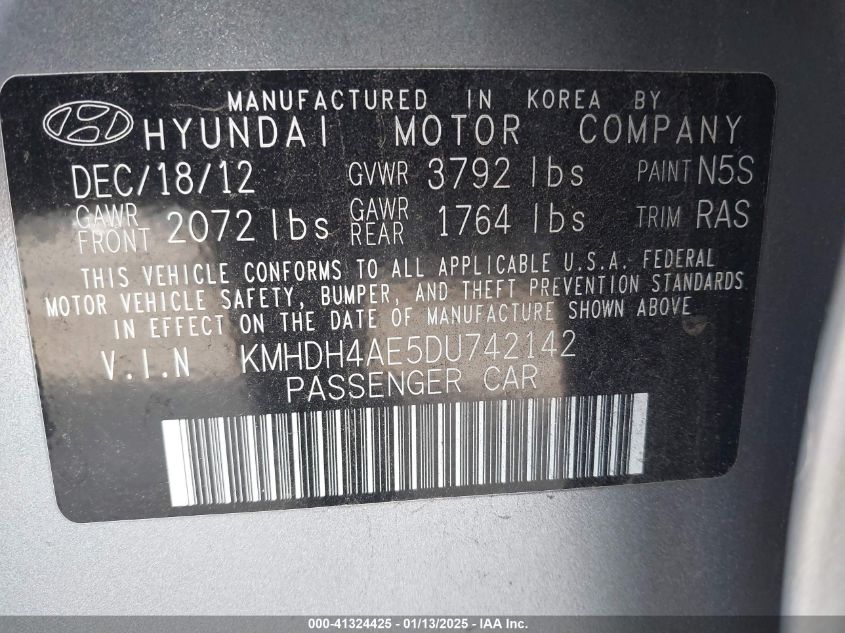 MANUFACTURED IN KOREA BY
HYUNDAI MOTOR COMPANY
DEC/18/12 GVWR 3792 lbs PAINT N5S
GAWR FRONT 2072 lbs GAWR REAR 1764 lbs TRIM RAS
THIS VEHICLE CONFORMS TO ALL APPLICABLE U.S.A. FEDERAL
MOTOR VEHICLE SAFETY, BUMPER, AND THEFT PREVENTION STANDARDS
IN EFFECT ON THE DATE OF MANUFACTURE SHOWN ABOVE
V.I.N KMHDH4AE5DU742142
PASSENGER CAR
000-41324425 - 01/13/2025 - IAA Inc.